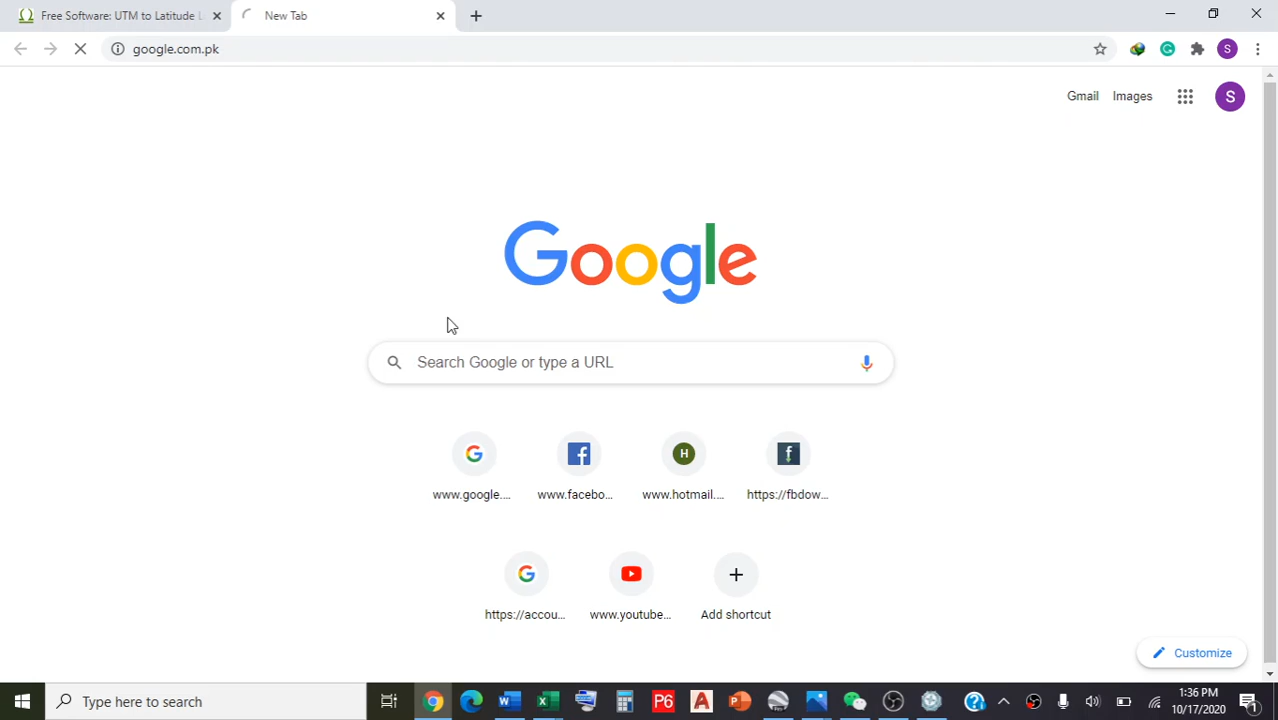 Free Software: UTM to Latitude L
New Tab
google.com.pk
S
Gmail
Images
S
Google
Search Google or type a URL
H
www.google....
www.facebo...
www.hotmail....
https://fbdow...
https://accou...
www.youtube...
Add shortcut
Customize
Type here to search
P6
1:36 PM
10/17/2020
1